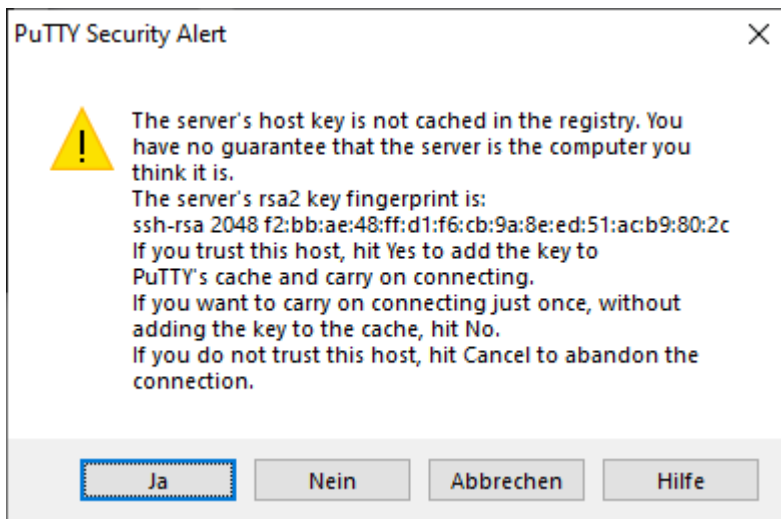 PuTTY Security Alert
The server's host key is not cached in the registry. You
have no guarantee that the server is the computer you
think it is.
The server's rsa2 key fingerprint is:
ssh-rsa 2048 f2:bb:ae:48:ff:d1:f6:cb:9a:8e:ed:51:ac:b9:80:2c
If you trust this host, hit Yes to add the key to
PuTTY's cache and carry on connecting.
If you want to carry on connecting just once, without
adding the key to the cache, hit No.
If you do not trust this host, hit Cancel to abandon the
connection.
Ja Nein Abbrechen Hilfe